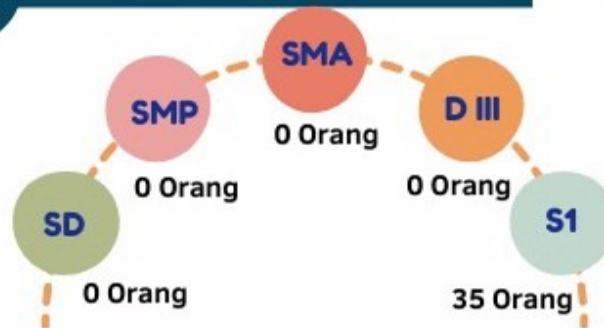 SMA
0 Orang
SMP
0 Orang
D III
0 Orang
SD
0 Orang
S1
35 Orang